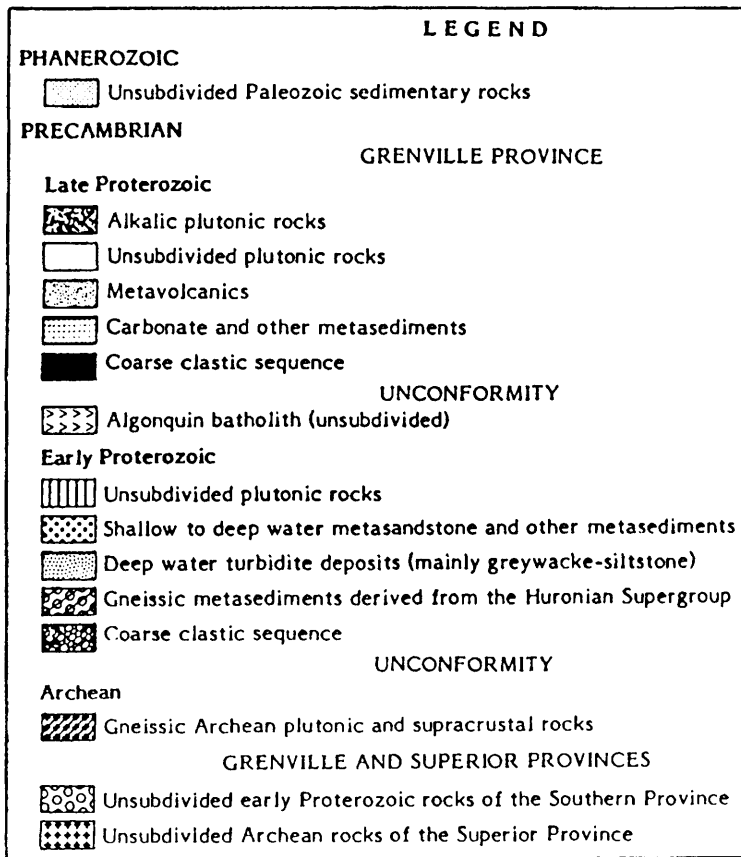 LEGEND
PHANEROZOIC
Unsubdivided Paleozoic sedimentary rocks
PRECAMBRIAN
GRENVILLE PROVINCE
Late Proterozoic
Alkalic plutonic rocks
Unsubdivided plutonic rocks
Metavolcanics
Carbonate and other metasediments
Coarse clastic sequence
UNCONFORMITY
Algonquin batholith (unsubdivided)
Early Proterozoic
Unsubdivided plutonic rocks
Shallow to deep water metasandstone and other metasediments
Deep water turbidite deposits (mainly greywacke-siltstone)
Gneissic metasediments derived from the Huronian Supergroup
Coarse clastic sequence
UNCONFORMITY
Archean
Gneissic Archean plutonic and supracrustal rocks
GRENVILLE AND SUPERIOR PROVINCES
Unsubdivided early Proterozoic rocks of the Southern Province
Unsubdivided Archean rocks of the Superior Province